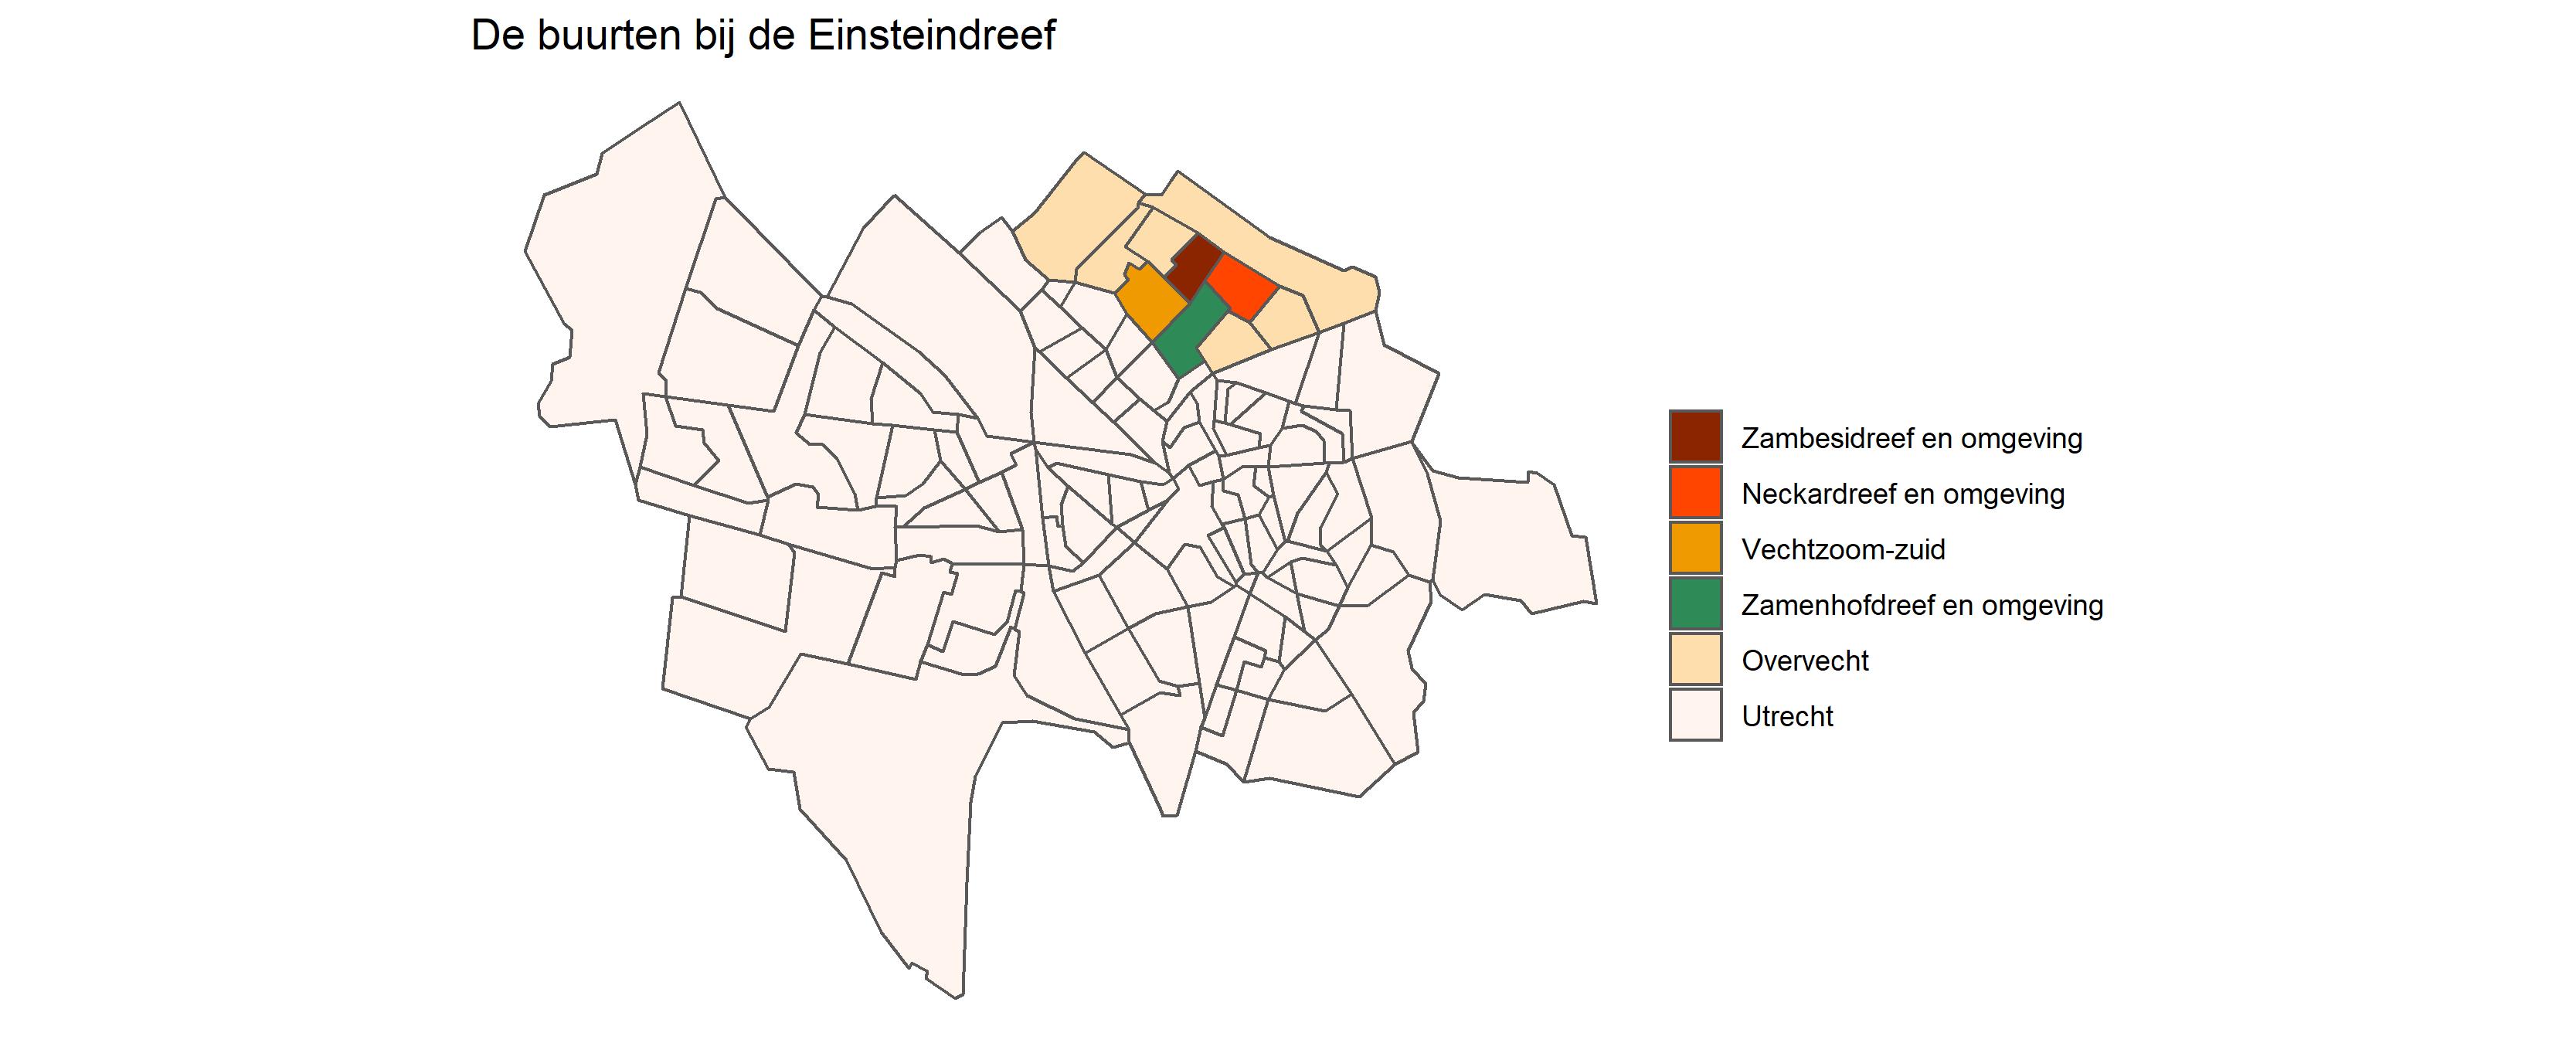 De buurten bij de Einsteindreef
Zambesidreef en omgeving
Neckardreef en omgeving
Vechtzoom-zuid
Zamenhofdreef en omgeving
Overvecht
Utrecht